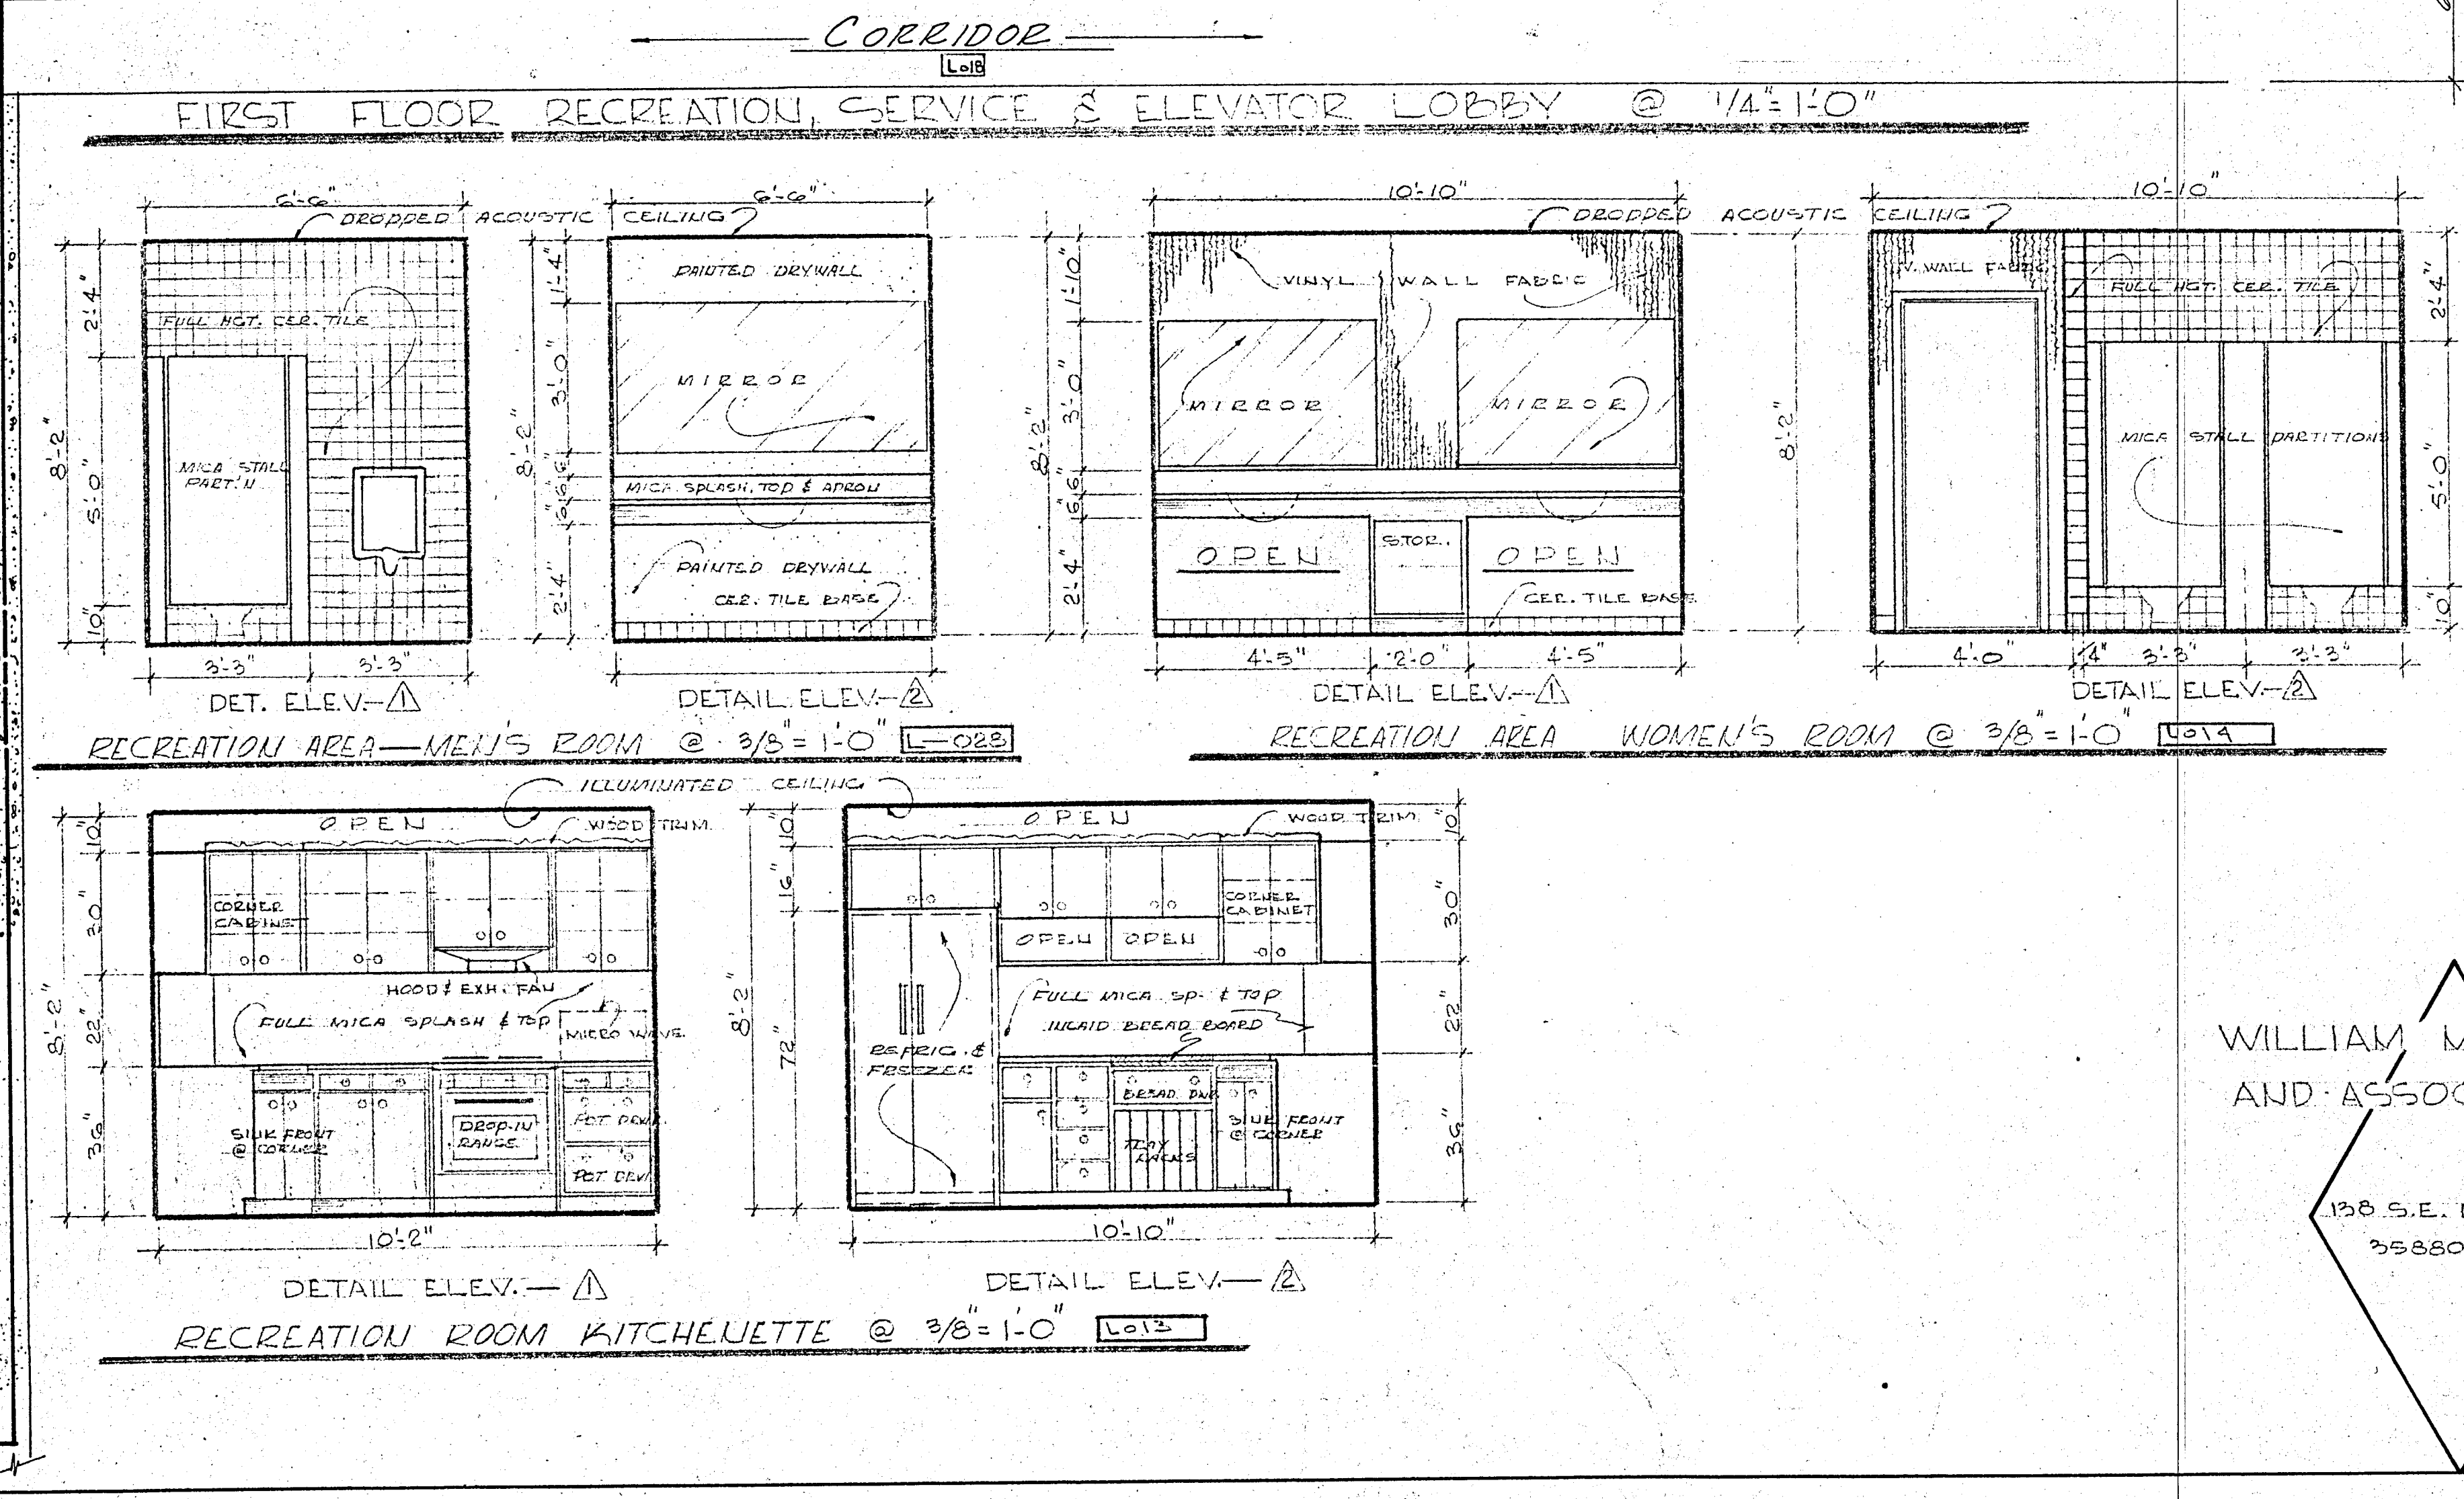 CORRIDOR
L018
FIRST FLOOR RECREATION, SERVICE & ELEVATOR LOBBY @ 1/4"=1'-0"
6'-6"
6'-6"
10'-10"
10'-10"
DROPPED ACOUSTIC CEILING
DROPPED ACOUSTIC CEILING
8'-2"
2'-4"
5'-0"
10"
FULL HGT. CER. TILE
MICA STALL
PART'N
3'-3"
3'-3"
DET. ELEV.-1
8'-2"
1'-4"
3'-0"
6"
6"
2'-4"
PAINTED DRYWALL
MIRROR
MICA SPLASH, TOP & APRON
PAINTED DRYWALL
CER. TILE BASE
DETAIL ELEV.-2
RECREATION AREA—MEN'S ROOM @ 3/8"=1'-0" L-028
8'-2"
1'-10"
3'-0"
6"
6"
2'-4"
VINYL WALL FABRIC
MIRROR
MIRROR
OPEN
STOR.
OPEN
CER. TILE BASE
4'-5"
2'-0"
4'-5"
DETAIL ELEV.-1
8'-2"
V. WALL FABRIC
FULL HGT. CER. TILE
MICA STALL PARTITIONS
2'-4"
5'-0"
10"
4'-0"
4"
3'-3"
3'-3"
DETAIL ELEV.-2
RECREATION AREA WOMEN'S ROOM @ 3/8"=1'-0" L014
ILLUMINATED CEILING
8'-2"
10"
30"
22"
36"
OPEN
WOOD TRIM
CORNER
CABINET
HOOD & EXH. FAN
FULL MICA SPLASH & TOP
MICRO WAVE
SINK FRONT
@ CORNER
DROP-IN
RANGE
POT DRWR
POT DRWR
10'-2"
DETAIL ELEV.—1
8'-2"
10"
16"
72"
OPEN
WOOD TRIM
CORNER
CABINET
OPEN
OPEN
FULL MICA SP. & TOP
INLAID BREAD BOARD
REFRIG. &
FREEZER
BREAD DWR
TRAY
RACKS
SINK FRONT
@ CORNER
10"
30"
22"
36"
10'-10"
DETAIL ELEV.—2
RECREATION ROOM KITCHENETTE @ 3/8"=1'-0" L013
WILLIAM M
AND ASSOC
138 S.E.
35880